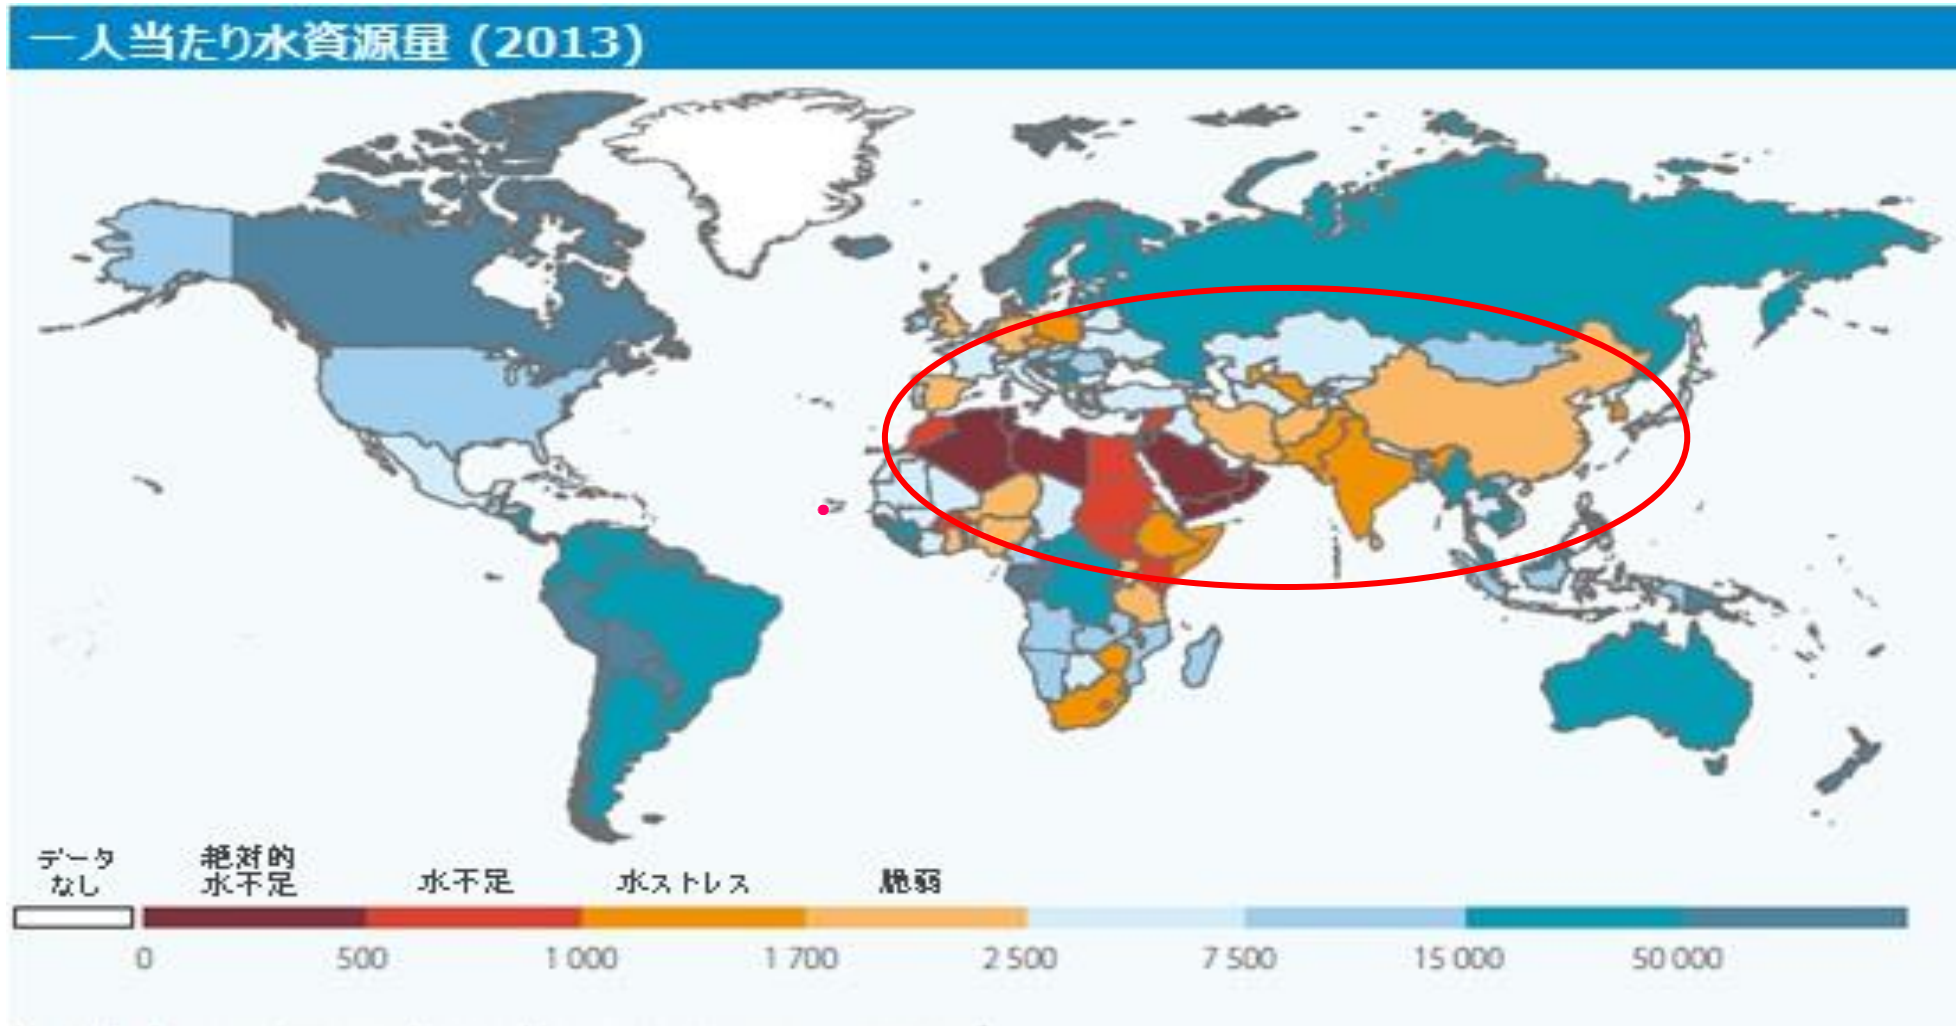 一人当たり水資源量 (2013)
データ
なし
絶対的
水不足
水不足
水ストレス
脆弱
0
500
1 000
1 700
2 500
7 500
15 000
50 000